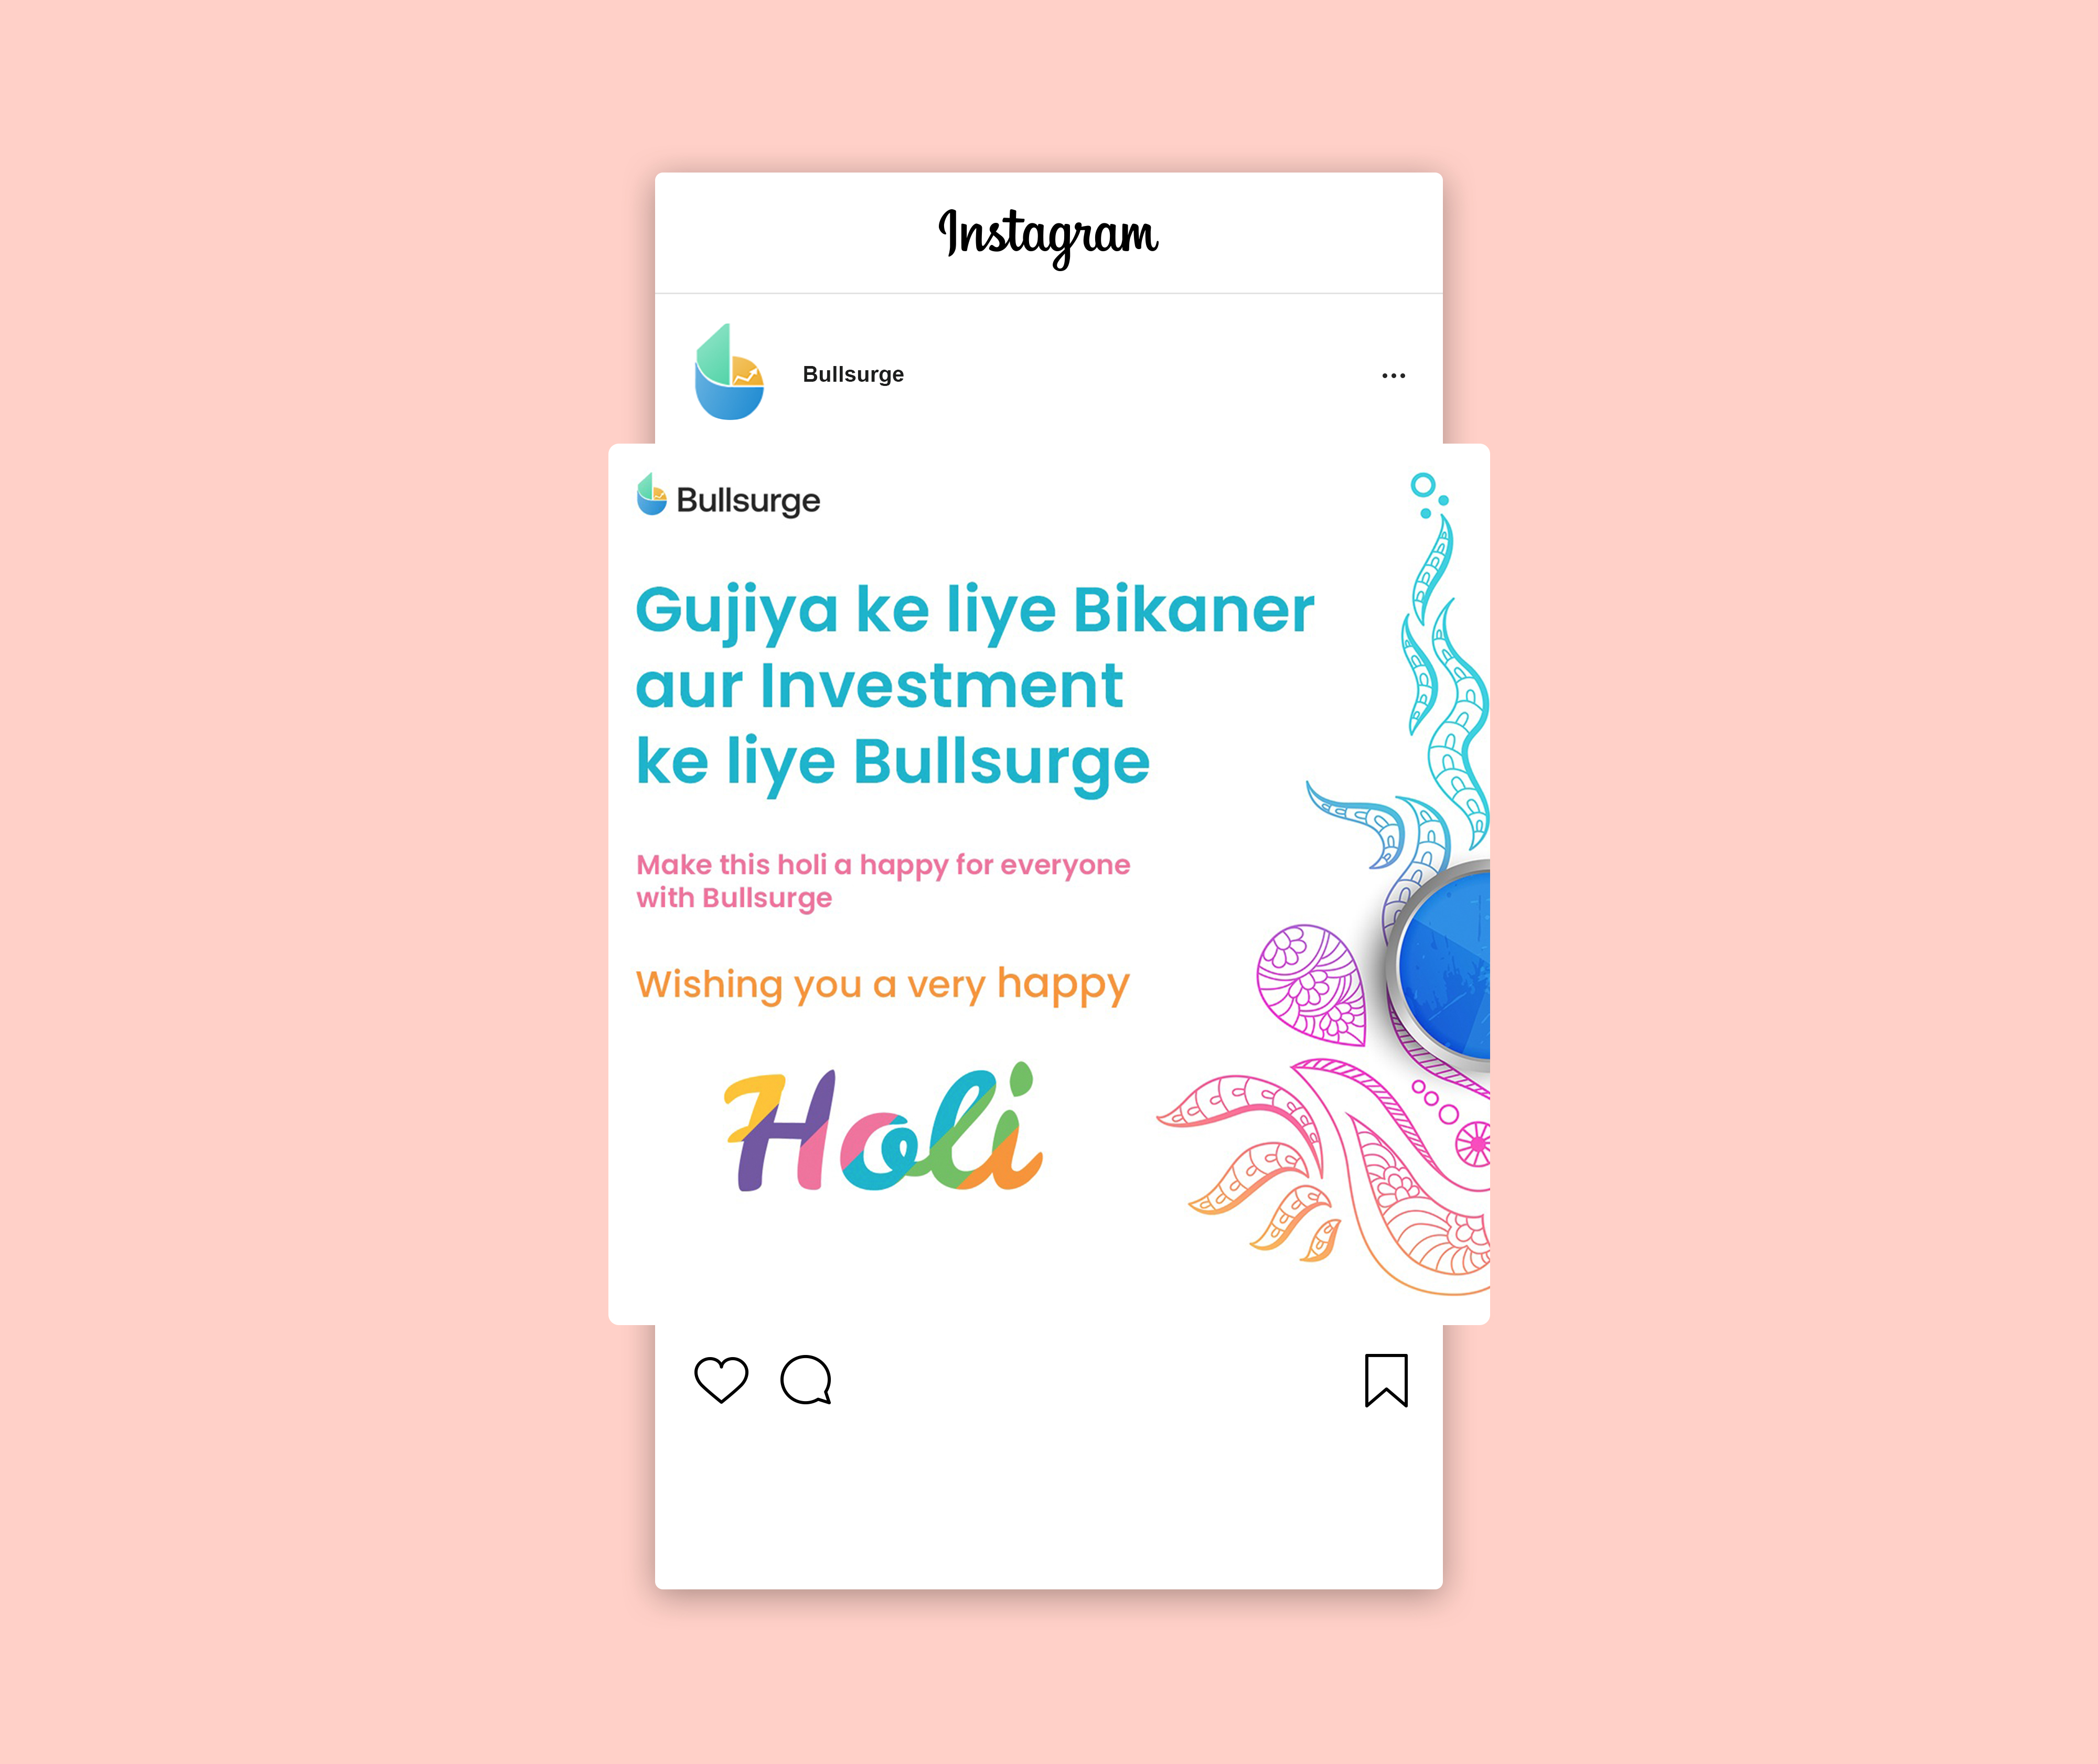 Instagram
Bullsurge
Bullsurge
Gujiya ke liye Bikaner
aur Investment
ke liye Bullsurge
Make this holi a happy for everyone
with Bullsurge
Wishing you a very happy
Holi